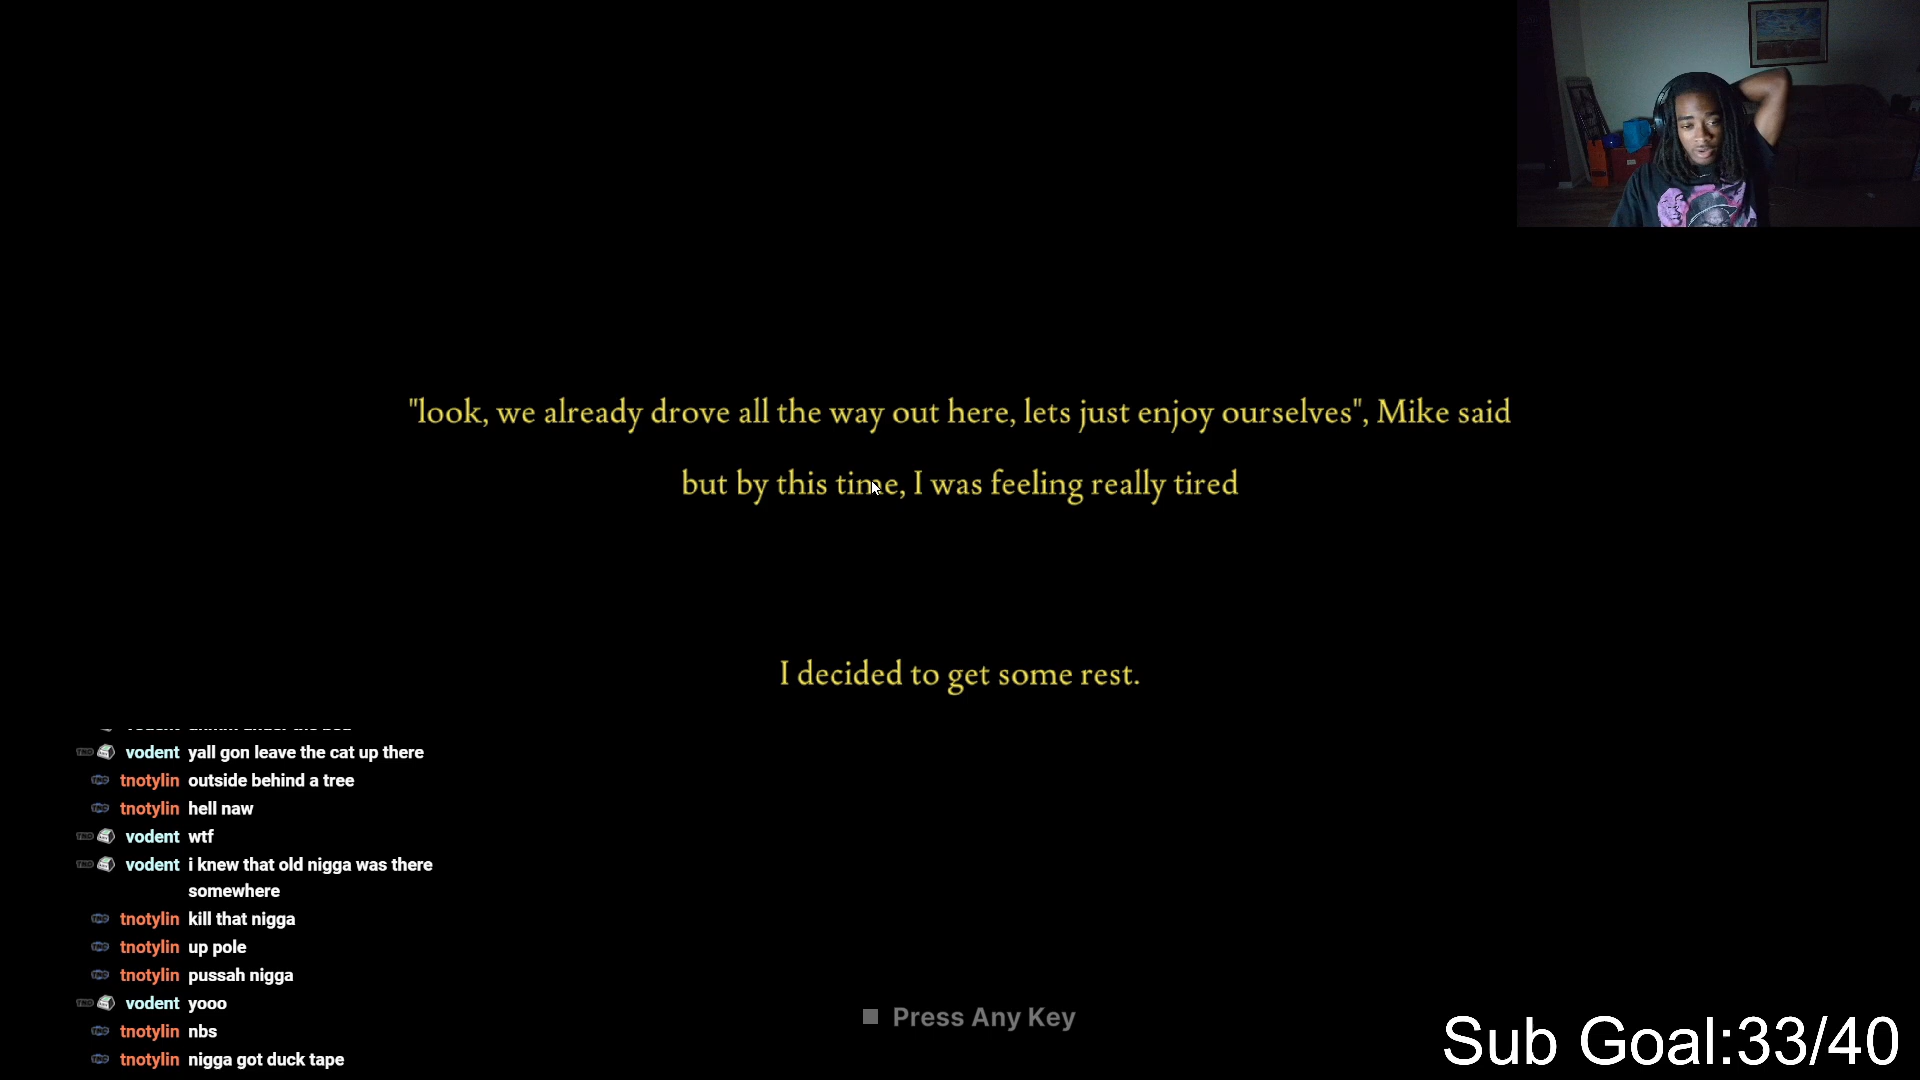 "look, we already drove all the way out here, lets just enjoy ourselves", Mike said
but by this time, I was feeling really tired
I decided to get some rest.
vodent yall gon leave the cat up there
tnotylin outside behind a tree
tnotylin hell naw
vodent wtf
vodent i knew that old nigga was there
somewhere
tnotylin kill that nigga
tnotylin up pole
tnotylin pussah nigga
vodent yooo
tnotylin nbs
tnotylin nigga got duck tape
Press Any Key
Sub Goal:33/40